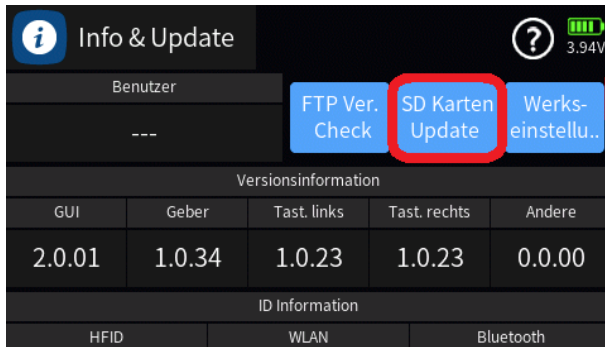 Info & Update
3.94V
Benutzer
---
FTP Ver.
Check
SD Karten
Update
Werks-
einstellu..
Versionsinformation
GUI Geber Tast. links Tast. rechts Andere
2.0.01 1.0.34 1.0.23 1.0.23 0.0.00
ID Information
HFID WLAN Bluetooth